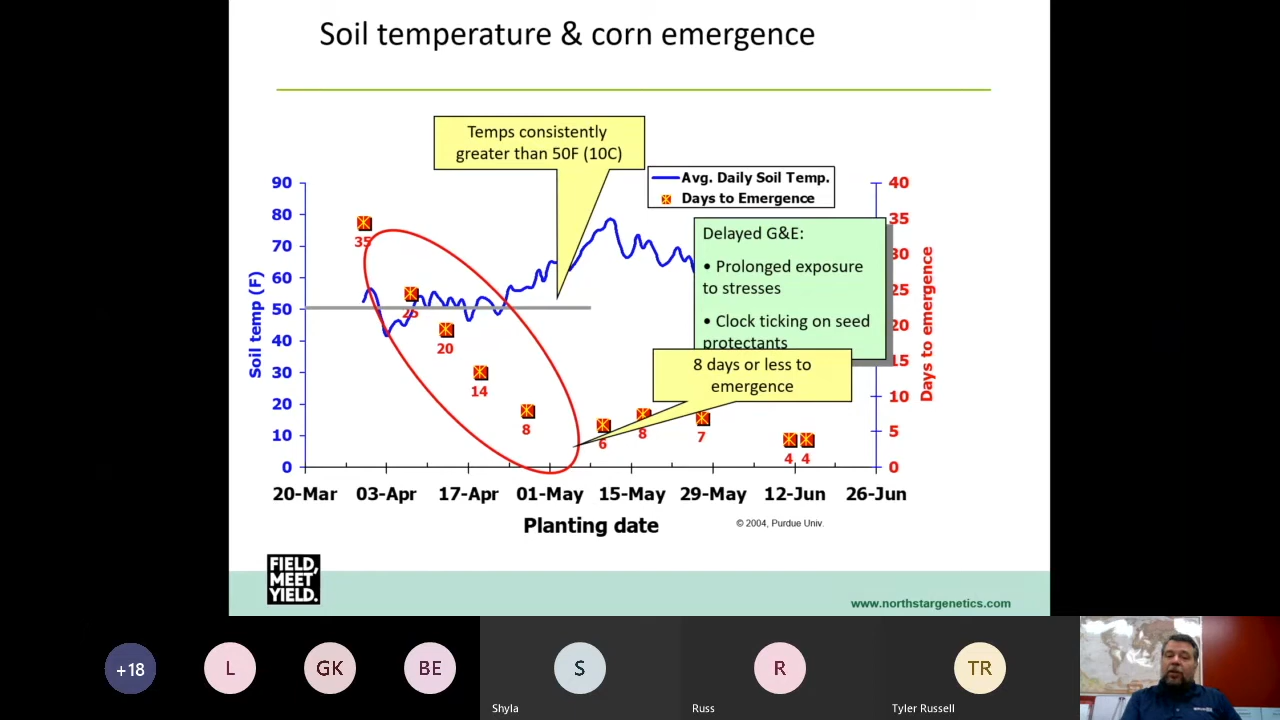 Soil temperature & corn emergence
Temps consistently
greater than 50F (10C)
Avg. Daily Soil Temp.
Days to Emergence
Delayed G&E:
• Prolonged exposure
to stresses
• Clock ticking on seed
protectants
8 days or less to
emergence
Soil temp (F)
90
80
70
60
50
40
30
20
10
0
35
25
20
14
8
6
8
7
4
4
40
35
30
25
20
15
10
5
0
Days to emergence
20-Mar 03-Apr 17-Apr 01-May 15-May 29-May 12-Jun 26-Jun
Planting date
© 2004, Purdue Univ.
FIELD,
MEET
YIELD.
www.northstargenetics.com
+18
L
GK
BE
S
R
TR
Shyla
Russ
Tyler Russell